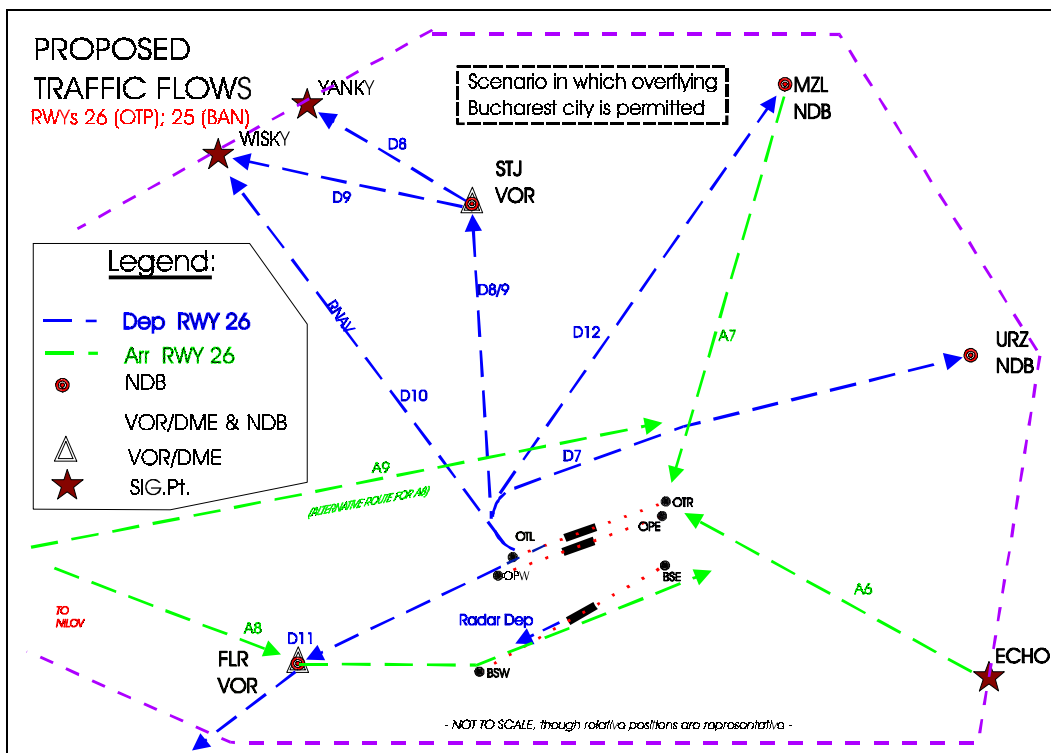 PROPOSED
TRAFFIC FLOWS
RWYs 26 (OTP); 25 (BAN)
Scenario in which overflying
Bucharest city is permitted
YANKY
WISKY
MZL
NDB
STJ
VOR
D8
D9
D8/9
D12
A7
URZ
NDB
Legend:
Dep RWY 26
Arr RWY 26
NDB
VOR/DME & NDB
VOR/DME
SIG.Pt.
RNAV
D10
D7
A9
(ALTERNATIVE ROUTE FOR A8)
OTR
OPE
OTL
OPW
BSE
A6
Radar Dep
TO
NILOV
A8
D11
FLR
VOR
BSW
ECHO
- NOT TO SCALE, though relative positions are representative -